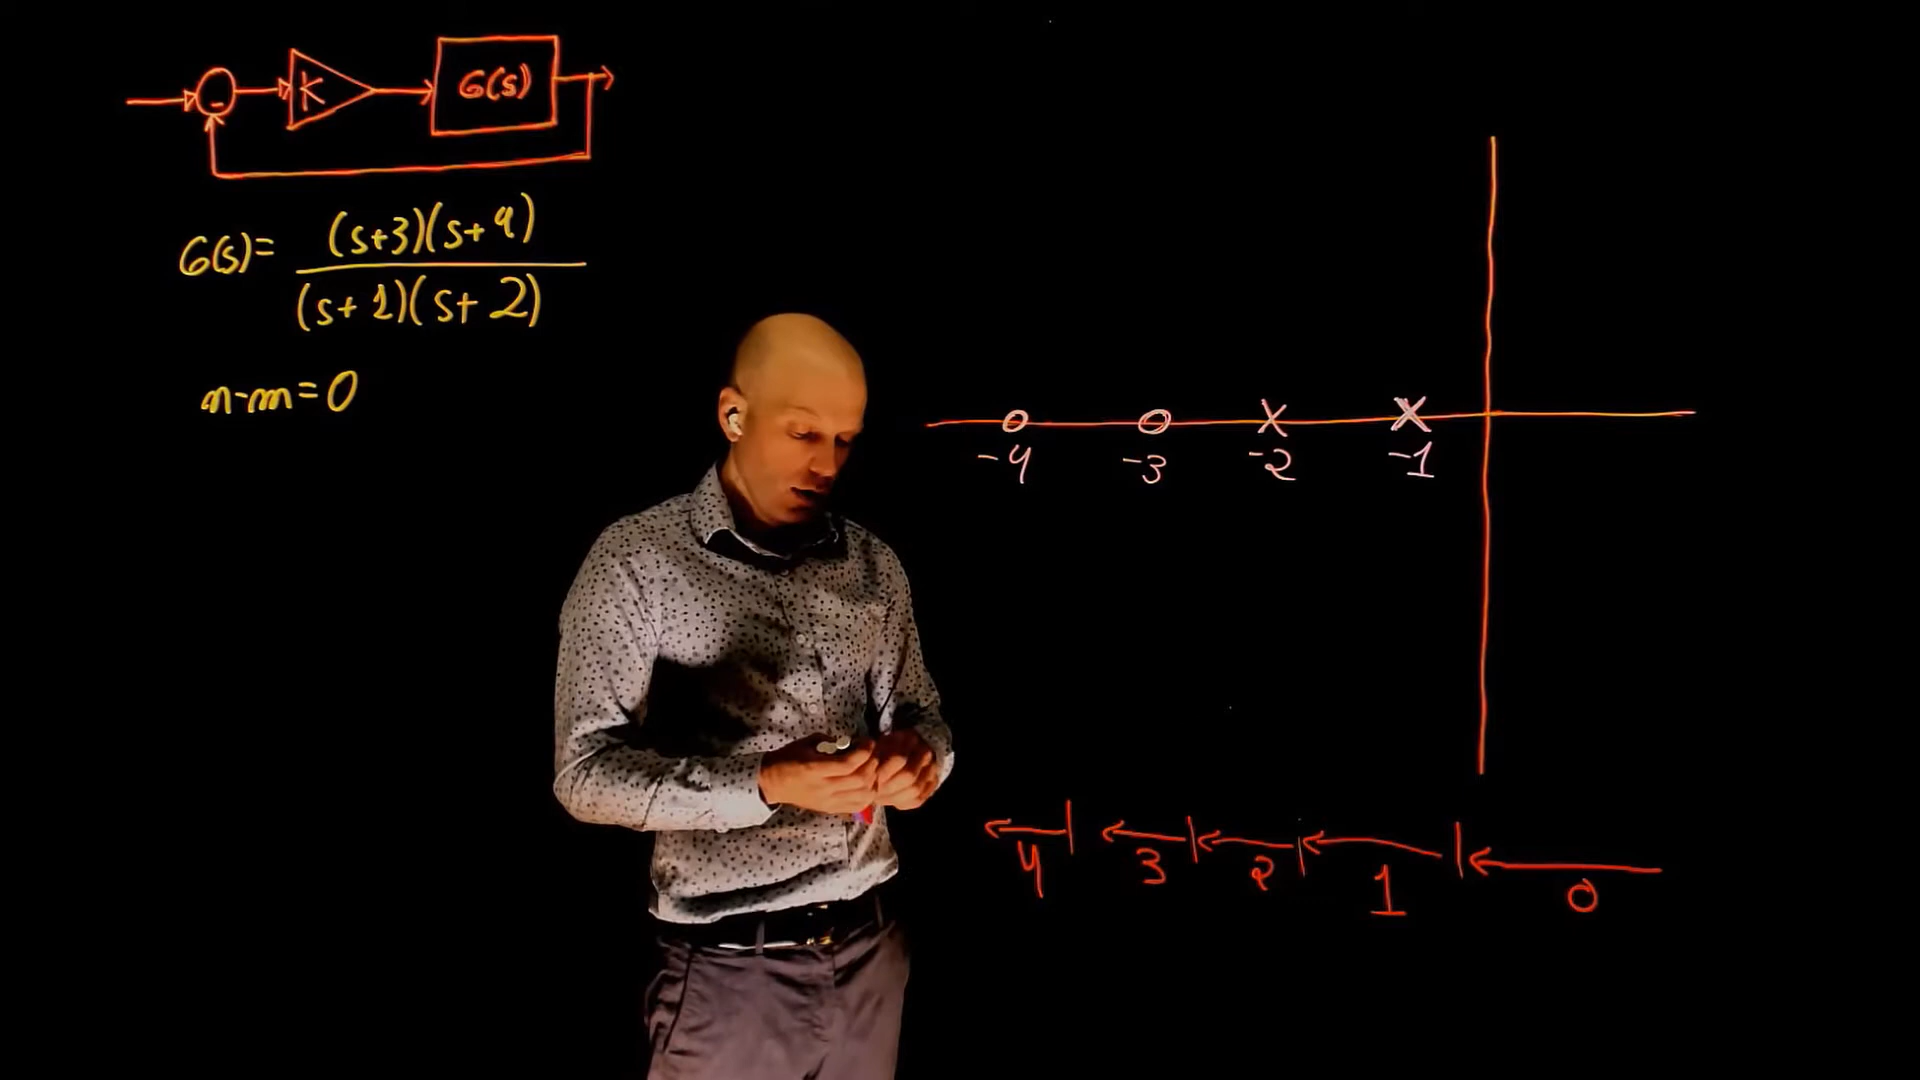 K
G(s)
-
G(s) = (s+3)(s+4)
(s+1)(s+2)
n-m=0
-4 -3 -2 -1
4 3 2 1 0